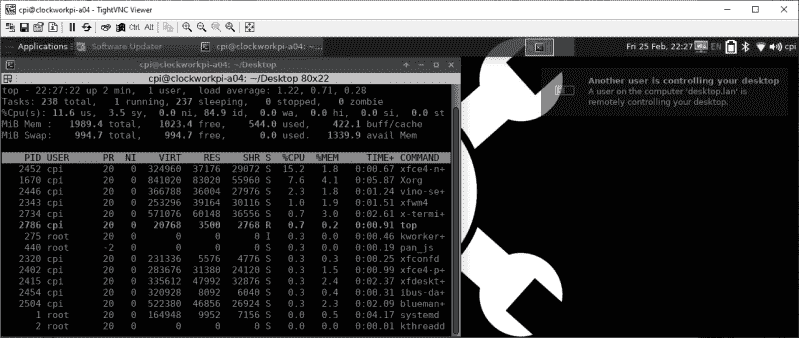 cpi@clockworkpi-a04: - TightVNC Viewer
Ctrl Alt
Applications Software Updater cpi@clockworkpi-a04: ~... Fri 25 Feb, 22:27 EN cpi
cpi@clockworkpi-a04: ~/Desktop
cpi@clockworkpi-a04: ~/Desktop 80x22
top - 22:27:22 up 2 min, 1 user, load average: 1.22, 0.71, 0.28
Tasks: 238 total, 1 running, 237 sleeping, 0 stopped, 0 zombie
%Cpu(s): 11.6 us, 3.5 sy, 0.0 ni, 84.9 id, 0.0 wa, 0.0 hi, 0.0 si, 0.0 st
MiB Mem : 1989.4 total, 1023.4 free, 544.0 used, 422.1 buff/cache
MiB Swap: 994.7 total, 994.7 free, 0.0 used. 1339.9 avail Mem
PID USER PR NI VIRT RES SHR S %CPU %MEM TIME+ COMMAND
2452 cpi 20 0 324960 37176 29072 S 15.2 1.8 0:00.67 xfce4-n+
1670 cpi 20 0 841020 83020 55960 S 7.6 4.1 0:05.87 Xorg
2446 cpi 20 0 366788 36004 27976 S 2.3 1.8 0:01.24 vino-se+
2343 cpi 20 0 253296 39164 30116 S 1.0 1.9 0:01.51 xfwm4
2734 cpi 20 0 571076 60148 36556 S 0.7 3.0 0:02.61 x-termi+
2786 cpi 20 0 20768 3500 2768 R 0.7 0.2 0:00.91 top
275 root 20 0 0 0 0 I 0.3 0.0 0:00.46 kworker+
440 root -2 0 0 0 0 S 0.3 0.0 0:00.19 pan_js
2320 cpi 20 0 231336 5576 4776 S 0.3 0.3 0:00.25 xfconfd
2402 cpi 20 0 283676 31380 24120 S 0.3 1.5 0:00.99 xfce4-p+
2415 cpi 20 0 335612 47992 32876 S 0.3 2.4 0:02.37 xfdeskt+
2454 cpi 20 0 320928 8092 6040 S 0.3 0.4 0:00.31 ibus-da+
2504 cpi 20 0 522380 46856 26924 S 0.3 2.3 0:02.09 blueman+
1 root 20 0 164948 9952 7156 S 0.0 0.5 0:04.17 systemd
2 root 20 0 0 0 0 S 0.0 0.0 0:00.01 kthreadd
Another user is controlling your desktop
A user on the computer 'desktop.lan' is
remotely controlling your desktop.